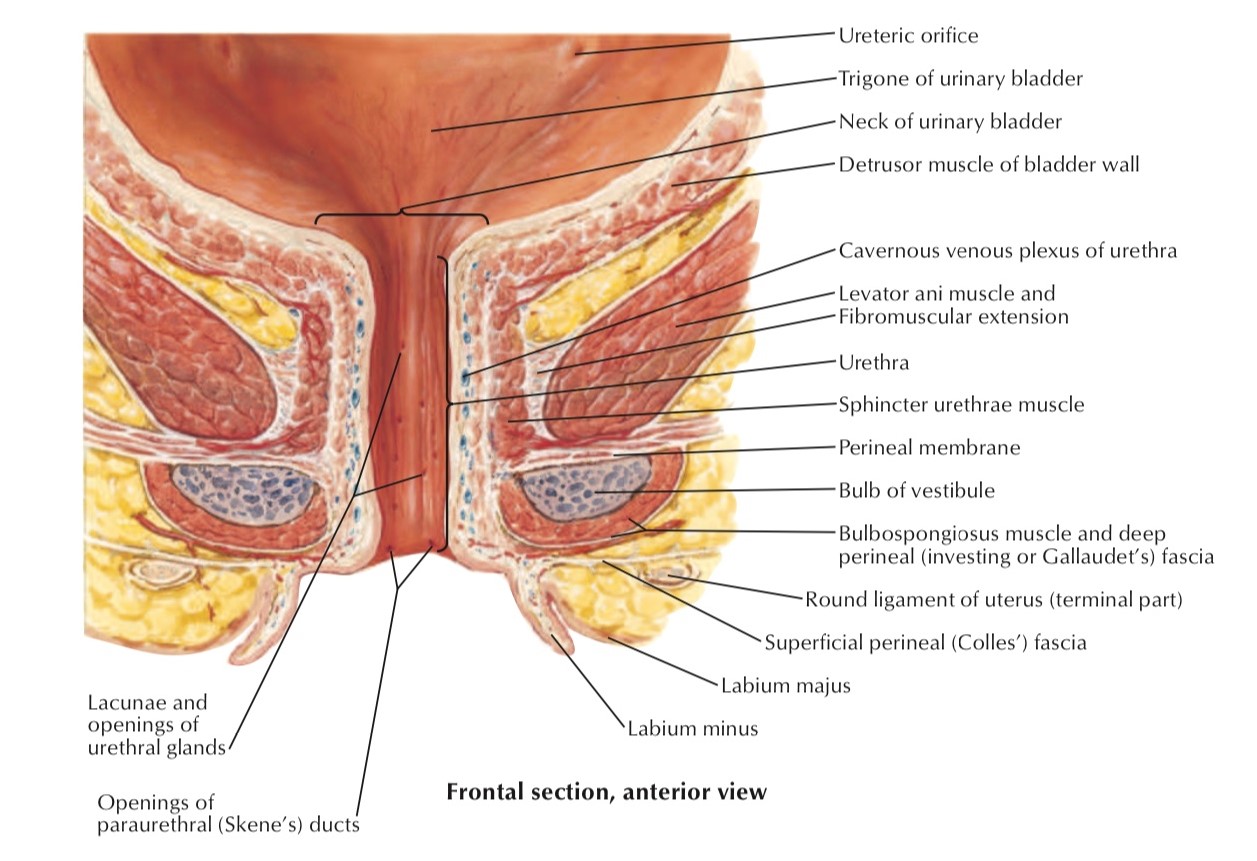 Ureteric orifice
Trigone of urinary bladder
Neck of urinary bladder
Detrusor muscle of bladder wall
Cavernous venous plexus of urethra
Levator ani muscle and
Fibromuscular extension
Urethra
Sphincter urethrae muscle
Perineal membrane
Bulb of vestibule
Bulbospongiosus muscle and deep
perineal (investing or Gallaudet’s) fascia
Round ligament of uterus (terminal part)
Superficial perineal (Colles’) fascia
Labium majus
Labium minus
Lacunae and
openings of
urethral glands
Openings of
paraurethral (Skene’s) ducts
Frontal section, anterior view